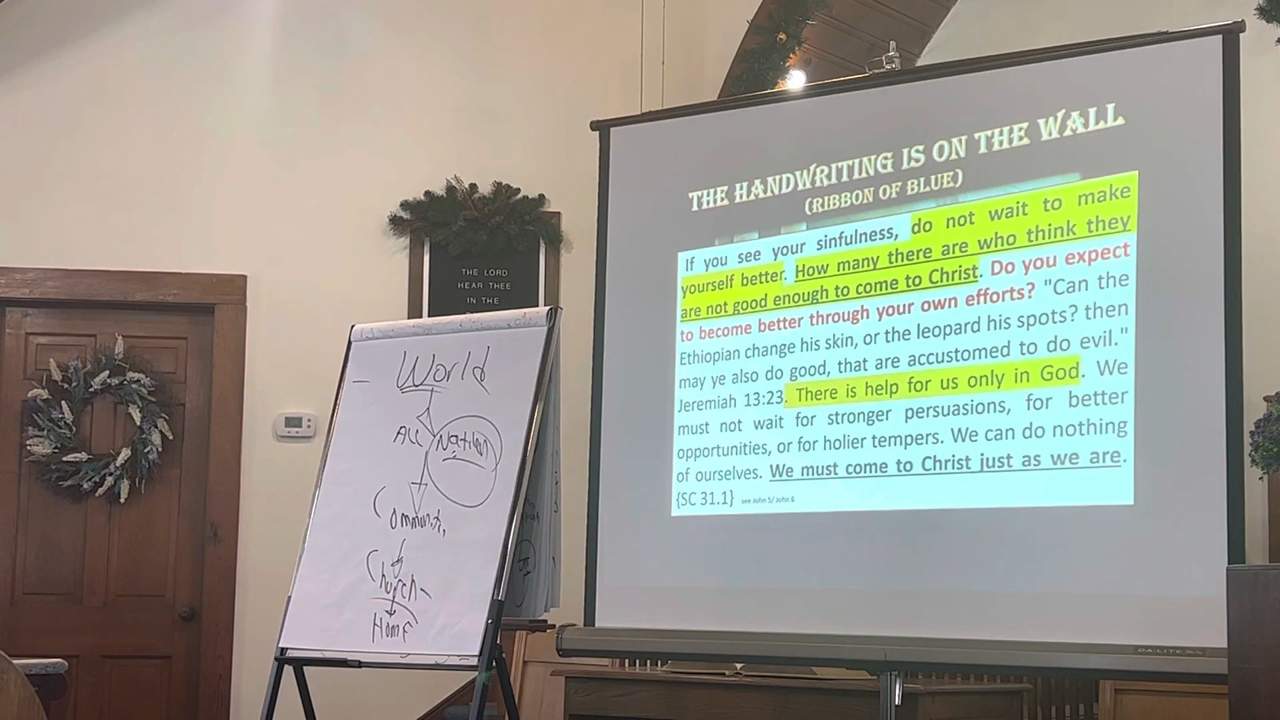 THE LORD
HEAR THEE
IN THE
World
All
Nation
Community
Church
Home
THE HANDWRITING IS ON THE WALL
(RIBBON OF BLUE)
If you see your sinfulness, do not wait to make
yourself better. How many there are who think they
are not good enough to come to Christ. Do you expect
to become better through your own efforts? "Can the
Ethiopian change his skin, or the leopard his spots? then
may ye also do good, that are accustomed to do evil."
Jeremiah 13:23. There is help for us only in God. We
must not wait for stronger persuasions, for better
opportunities, or for holier tempers. We can do nothing
of ourselves. We must come to Christ just as we are.
{SC 31.1} see John 5/ John 6
DA-LITE